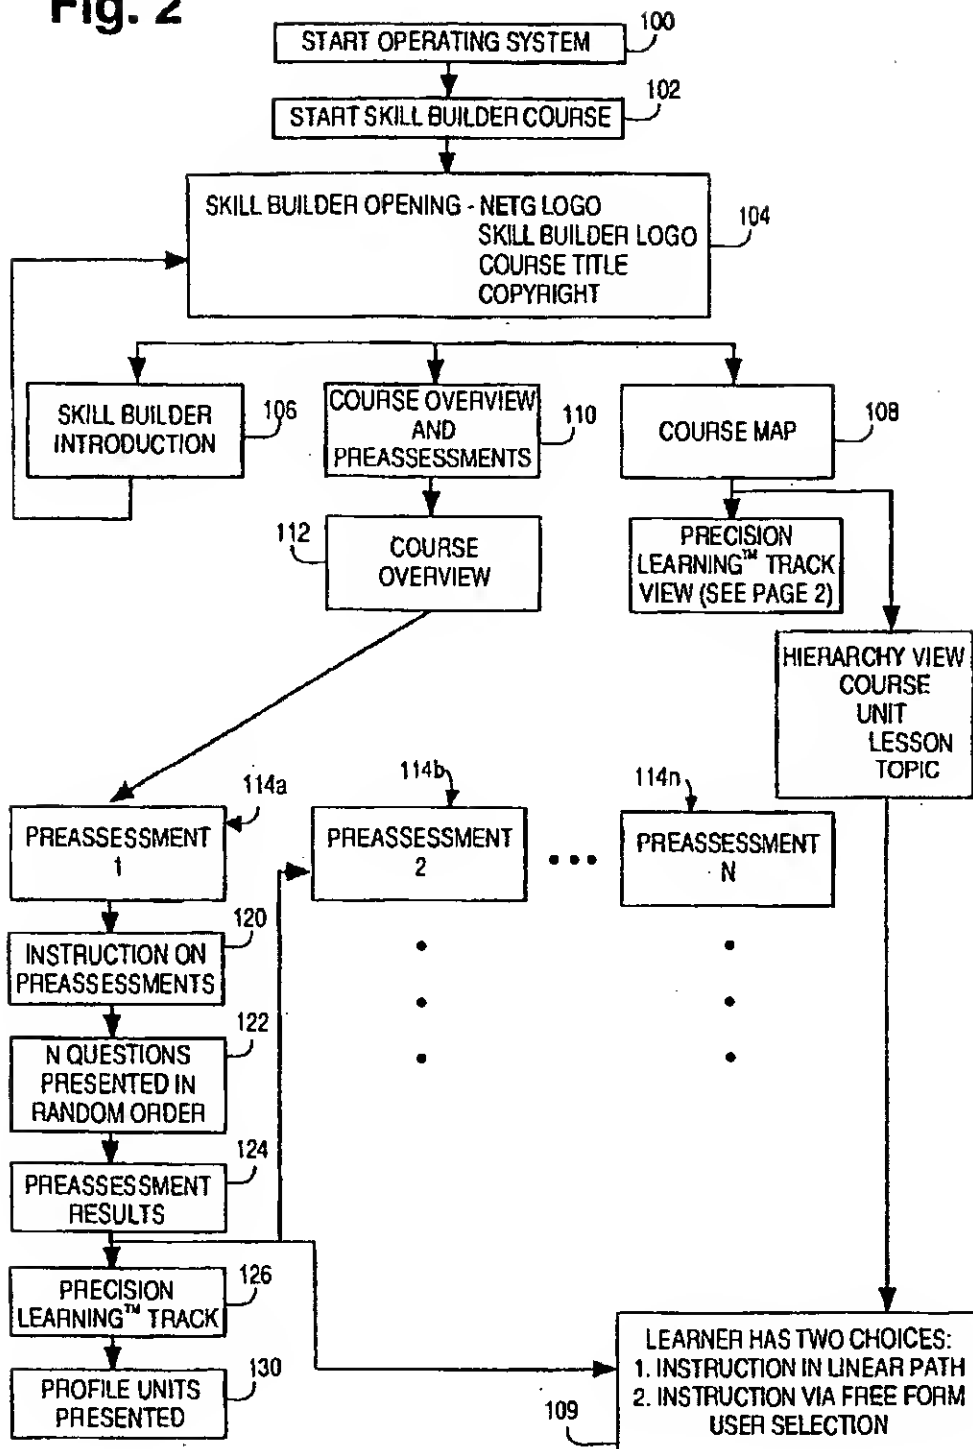 Fig. 2
START OPERATING SYSTEM
100
START SKILL BUILDER COURSE
102
SKILL BUILDER OPENING - NETG LOGO
SKILL BUILDER LOGO
COURSE TITLE
COPYRIGHT
104
SKILL BUILDER
INTRODUCTION
106
COURSE OVERVIEW
AND
PREASSESSMENTS
110
COURSE MAP
108
112
COURSE
OVERVIEW
PRECISION
LEARNING™ TRACK
VIEW (SEE PAGE 2)
HIERARCHY VIEW
COURSE
UNIT
LESSON
TOPIC
PREASSESSMENT
1
114a
PREASSESSMENT
2
114b
PREASSESSMENT
N
114n
INSTRUCTION ON
PREASSESSMENTS
120
N QUESTIONS
PRESENTED IN
RANDOM ORDER
122
PREASSESSMENT
RESULTS
124
PRECISION
LEARNING™ TRACK
126
PROFILE UNITS
PRESENTED
130
LEARNER HAS TWO CHOICES:
1. INSTRUCTION IN LINEAR PATH
2. INSTRUCTION VIA FREE FORM
USER SELECTION
109